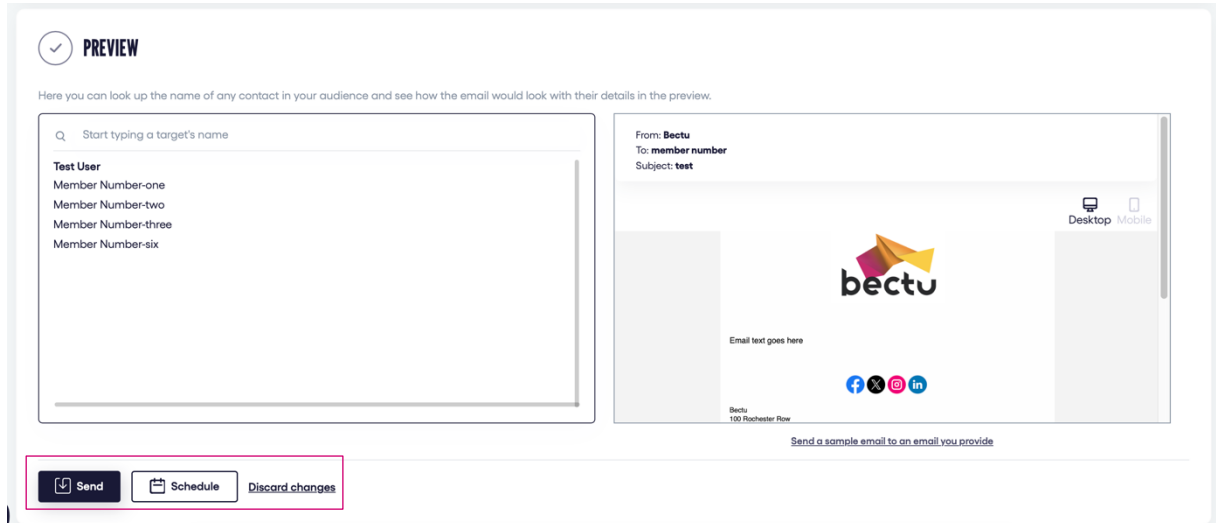 PREVIEW
Here you can look up the name of any contact in your audience and see how the email would look with their details in the preview.
Start typing a target's name
Test User
Member Number-one
Member Number-two
Member Number-three
Member Number-six
From: Bectu
To: member number
Subject: test
Desktop Mobile
bectu
Email text goes here
Bectu
100 Rochester Row
Send a sample email to an email you provide
Send
Schedule
Discard changes